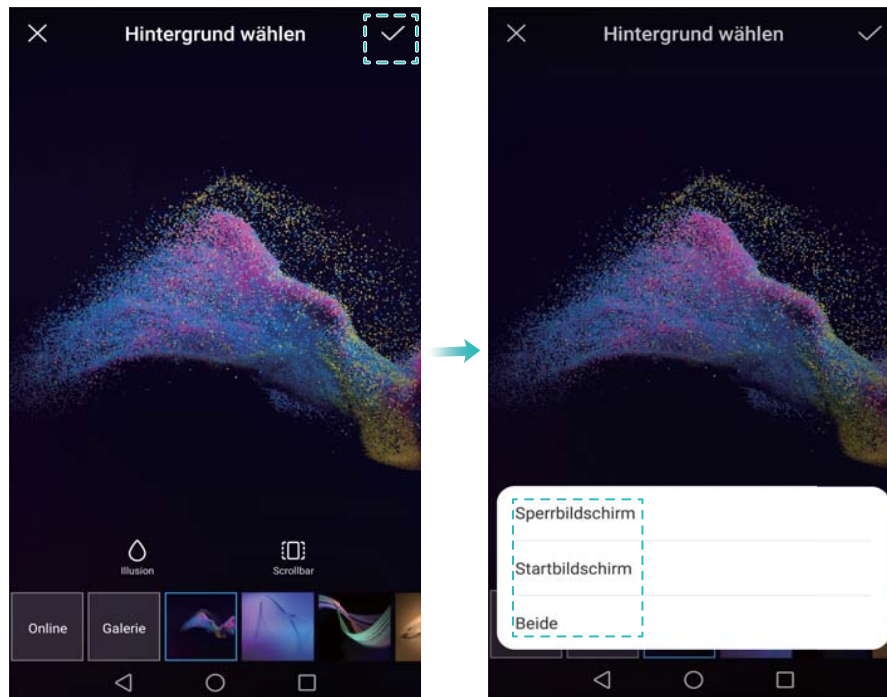 Hintergrund wählen
Illusion
Scrollbar
Online
Galerie
Hintergrund wählen
Sperrbildschirm
Startbildschirm
Beide